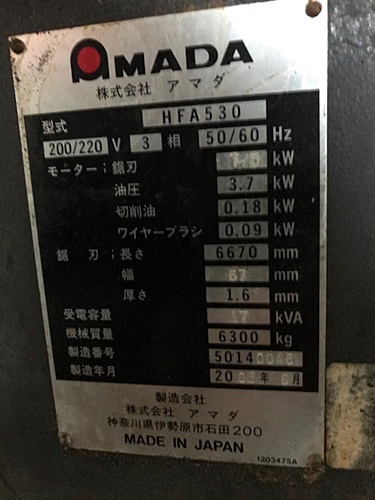 AMADA
株式会社 アマダ
型式 HFA530
200/220 V 3 相 50/60 Hz
モーター; 鋸刃 kW
油圧 3.7 kW
切削油 0.18 kW
ワイヤーブラシ 0.09 kW
鋸 刃; 長さ 6670 mm
幅 67 mm
厚さ 1.6 mm
受電容量 17 kVA
機械質量 6300 kg
製造番号 50140046
製造年月 20 年 月
製造会社
株式会社 アマダ
神奈川県伊勢原市石田200
MADE IN JAPAN
1203475A